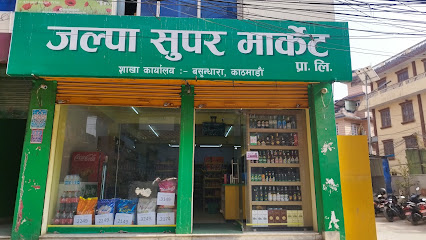 जल्पा सुपर मार्केट
प्रा. लि.
शाखा कार्यालय :- बसुन्धारा, काठमाडौं